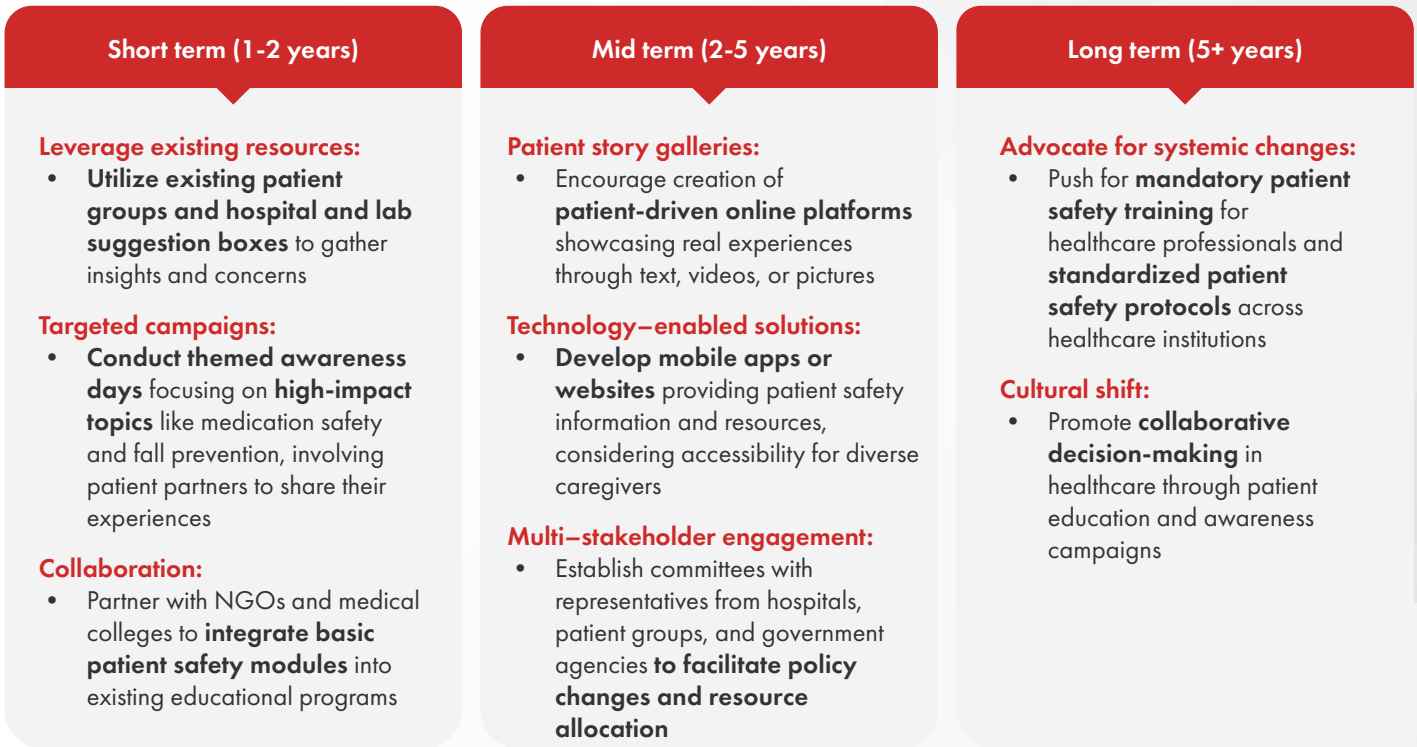 Short term (1-2 years)
Leverage existing resources:
• Utilize existing patient
groups and hospital and lab
suggestion boxes to gather
insights and concerns
Targeted campaigns:
• Conduct themed awareness
days focusing on high-impact
topics like medication safety
and fall prevention, involving
patient partners to share their
experiences
Collaboration:
• Partner with NGOs and medical
colleges to integrate basic
patient safety modules into
existing educational programs
Mid term (2-5 years)
Patient story galleries:
• Encourage creation of
patient-driven online platforms
showcasing real experiences
through text, videos, or pictures
Technology–enabled solutions:
• Develop mobile apps or
websites providing patient safety
information and resources,
considering accessibility for diverse
caregivers
Multi–stakeholder engagement:
• Establish committees with
representatives from hospitals,
patient groups, and government
agencies to facilitate policy
changes and resource
allocation
Long term (5+ years)
Advocate for systemic changes:
• Push for mandatory patient
safety training for
healthcare professionals and
standardized patient
safety protocols across
healthcare institutions
Cultural shift:
• Promote collaborative
decision-making in
healthcare through patient
education and awareness
campaigns